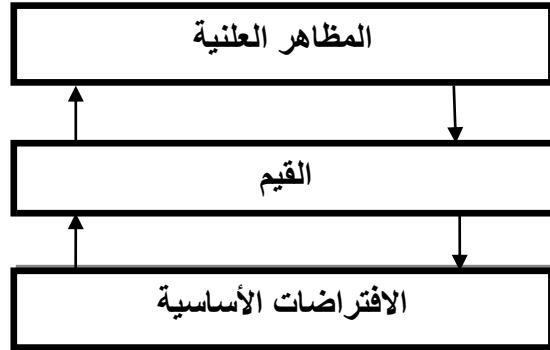 المظاهر العلنية
القيم
الافتراضات الأساسية